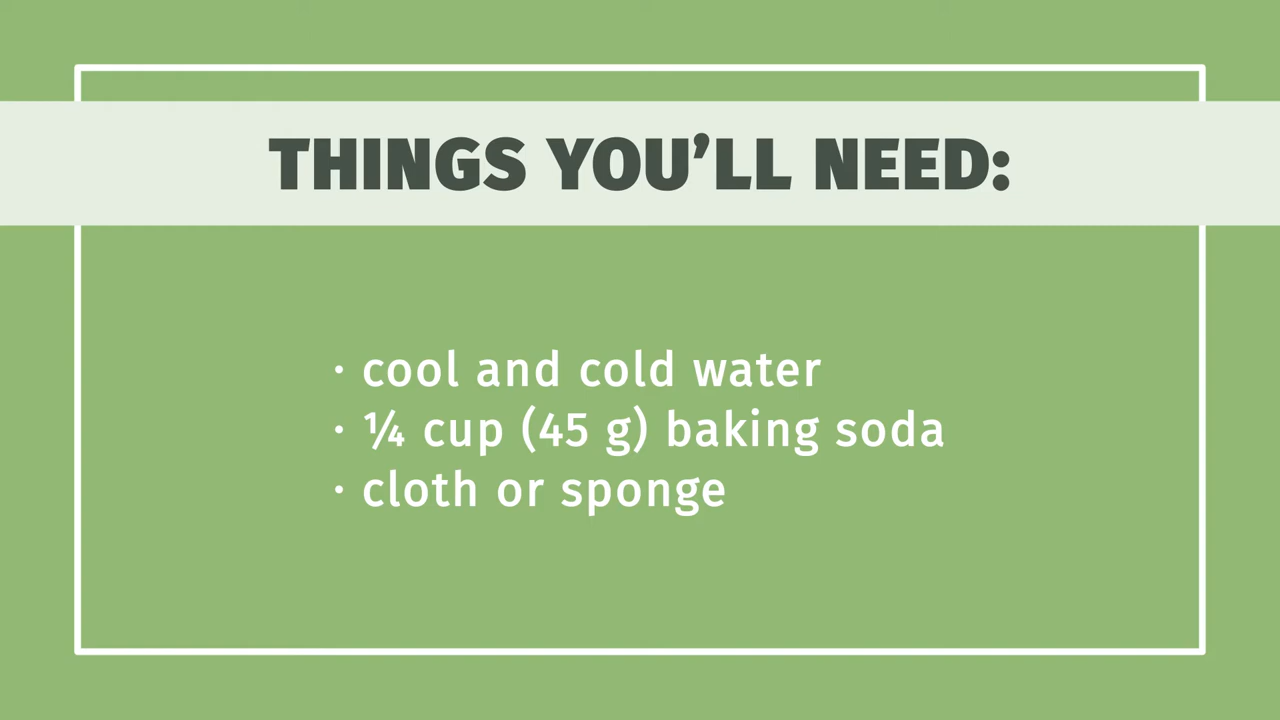 THINGS YOU’LL NEED:
· cool and cold water
· ¼ cup (45 g) baking soda
· cloth or sponge